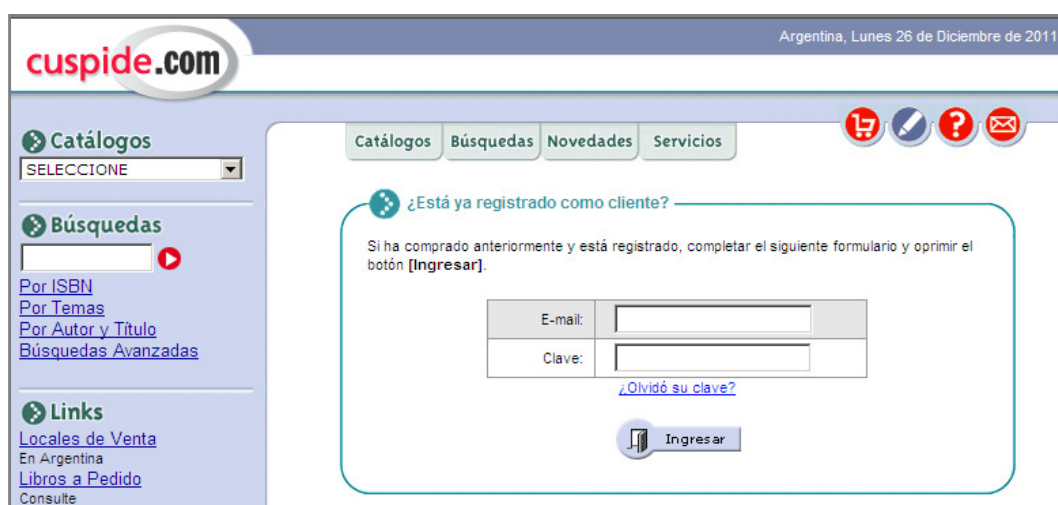 cuspide.com
Argentina, Lunes 26 de Diciembre de 2011
Catálogos
SELECCIONE
Búsquedas
Por ISBN
Por Temas
Por Autor y Título
Búsquedas Avanzadas
Links
Locales de Venta
En Argentina
Libros a Pedido
Consulte
Catálogos Búsquedas Novedades Servicios
?
¿Está ya registrado como cliente?
Si ha comprado anteriormente y está registrado, completar el siguiente formulario y oprimir el
botón [Ingresar].
E-mail:
Clave:
¿Olvidó su clave?
Ingresar